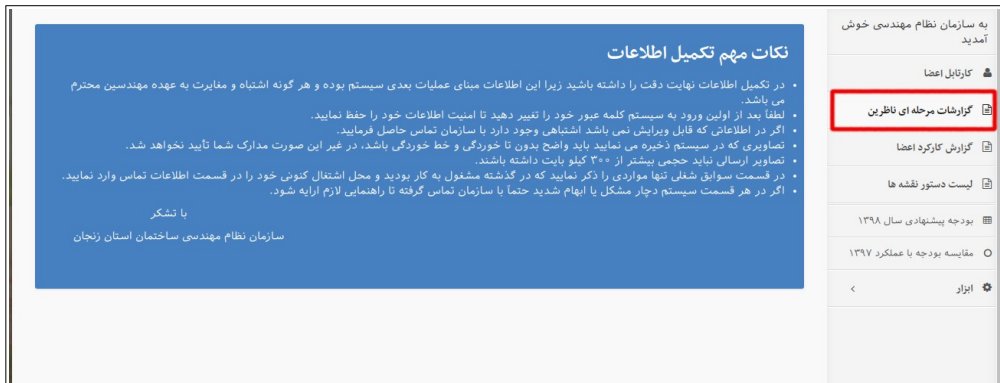 به سازمان نظام مهندسی خوش
آمدید
کارتابل اعضا
گزارشات مرحله ای ناظرین
گزارش کارکرد اعضا
لیست دستور نقشه ها
بودجه پیشنهادی سال ۱۳۹۸
مقایسه بودجه با عملکرد ۱۳۹۷
ابزار
نکات مهم تکمیل اطلاعات
• در تکمیل اطلاعات نهایت دقت را داشته باشید زیرا این اطلاعات مبنای عملیات بعدی سیستم بوده و هر گونه اشتباه و مغایرت به عهده مهندسین محترم
می باشد.
• لطفاً بعد از اولین ورود به سیستم کلمه عبور خود را تغییر دهید تا امنیت اطلاعات خود را حفظ نمایید.
• اگر در اطلاعاتی که قابل ویرایش نمی باشد اشتباهی وجود دارد با سازمان تماس حاصل فرمایید.
• تصاویری که در سیستم ذخیره می نمایید باید واضح بدون تا خوردگی و خط خوردگی باشد، در غیر این صورت مدارک شما تأیید نخواهد شد.
• تصاویر ارسالی نباید حجمی بیشتر از ۳۰۰ کیلو بایت داشته باشند.
• در قسمت سوابق شغلی تنها مواردی را ذکر نمایید که در گذشته مشغول به کار بودید و محل اشتغال کنونی خود را در قسمت اطلاعات تماس وارد نمایید.
• اگر در هر قسمت سیستم دچار مشکل یا ابهام شدید حتماً با سازمان تماس گرفته تا راهنمایی لازم ارایه شود.
با تشکر
سازمان نظام مهندسی ساختمان استان زنجان